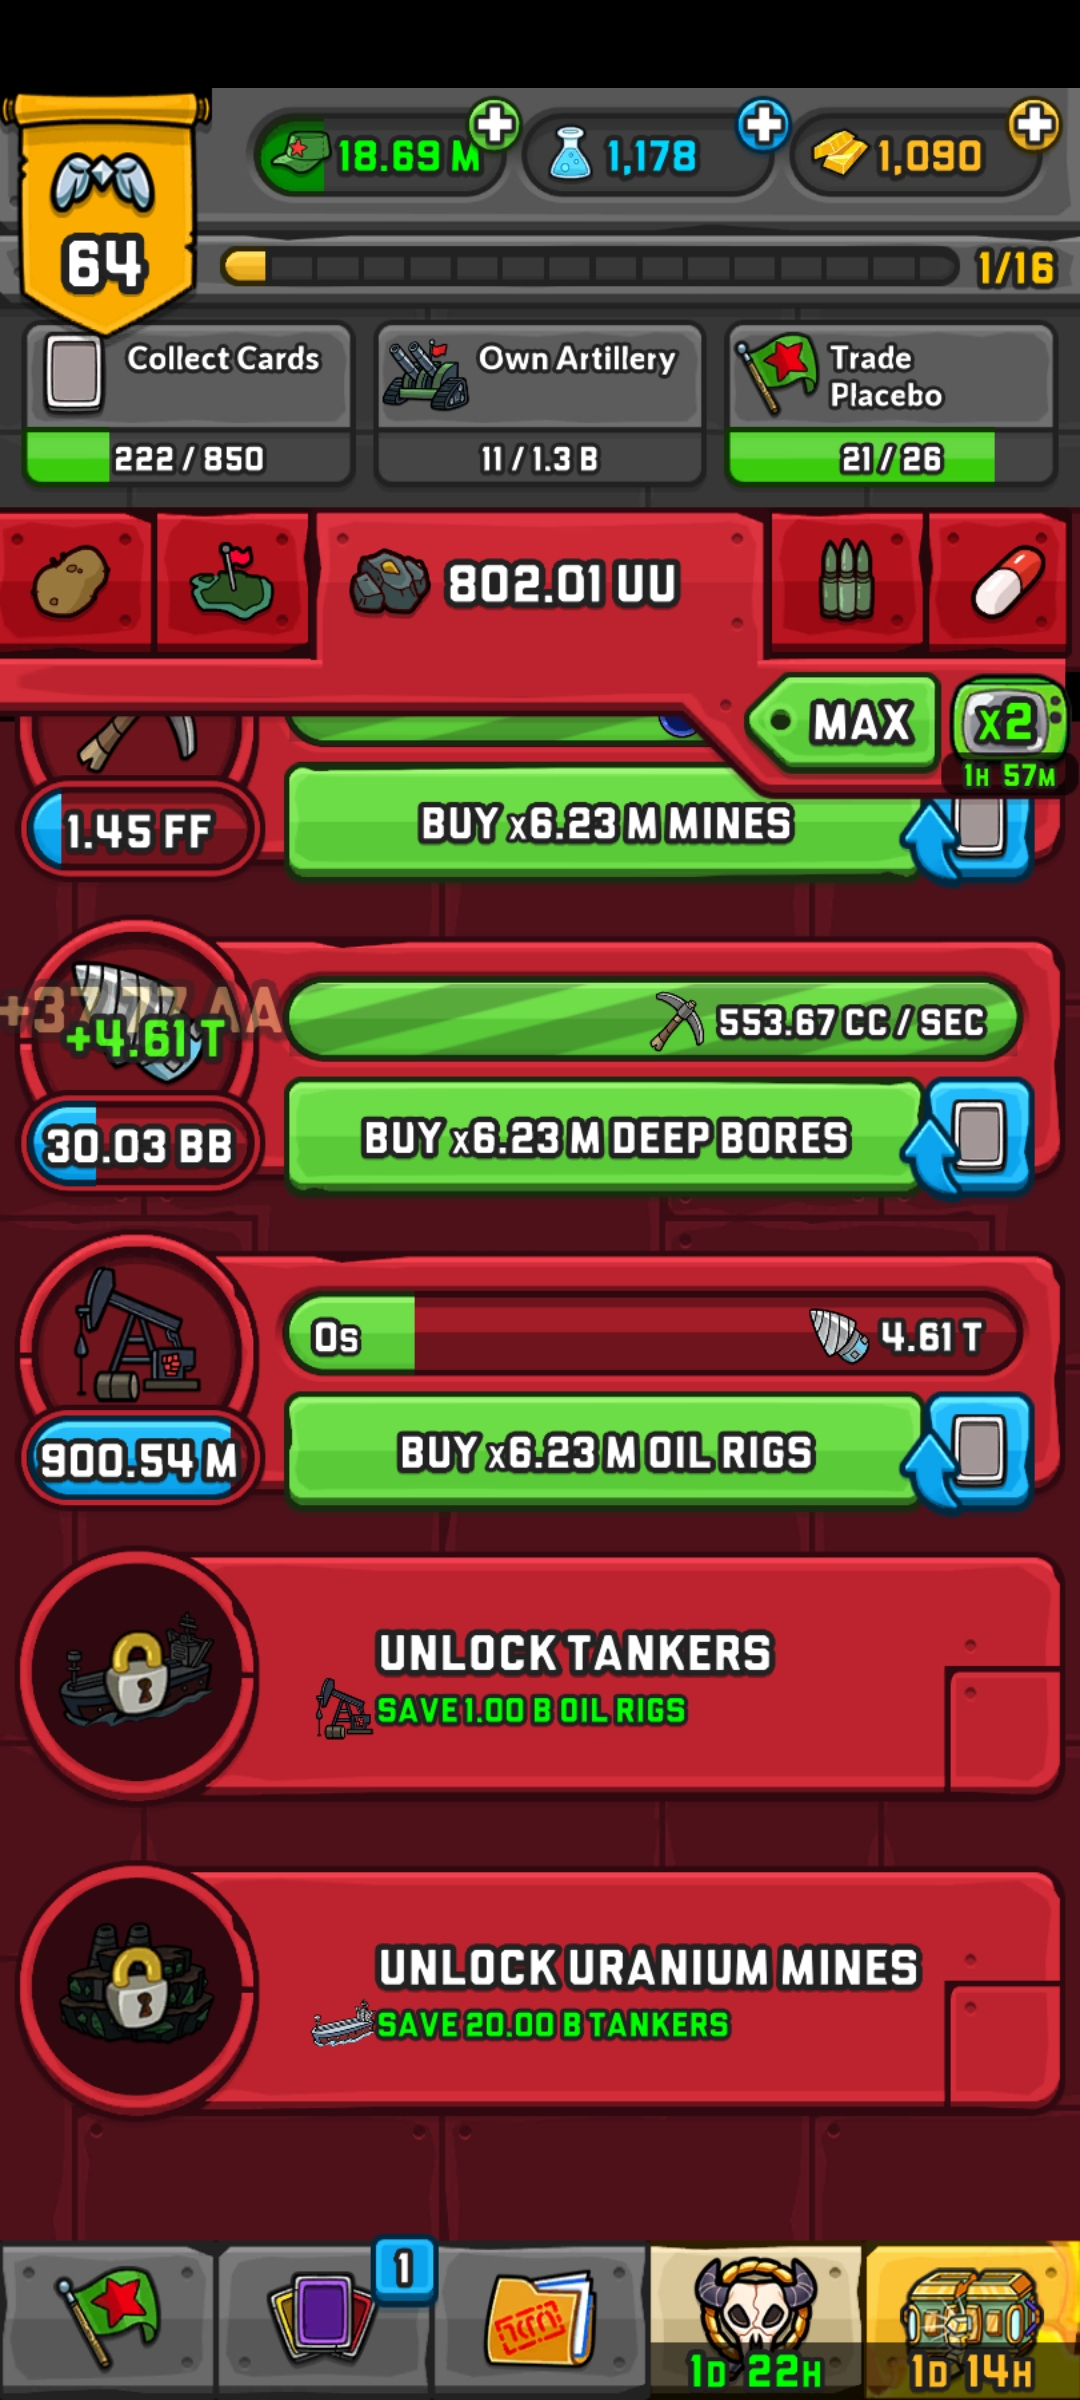 64
18.69 M
1,178
1,090
1/16
Collect Cards
222 / 850
Own Artillery
11 / 1.3 B
Trade
Placebo
21 / 26
802.01 UU
MAX
x2
1H 57M
1.45 FF
BUY x6.23 M MINES
+4.61 T
553.67 CC / SEC
30.03 BB
BUY x6.23 M DEEP BORES
0s
4.61 T
900.54 M
BUY x6.23 M OIL RIGS
UNLOCK TANKERS
SAVE 1.00 B OIL RIGS
UNLOCK URANIUM MINES
SAVE 20.00 B TANKERS
1
1D 22H
1D 14H